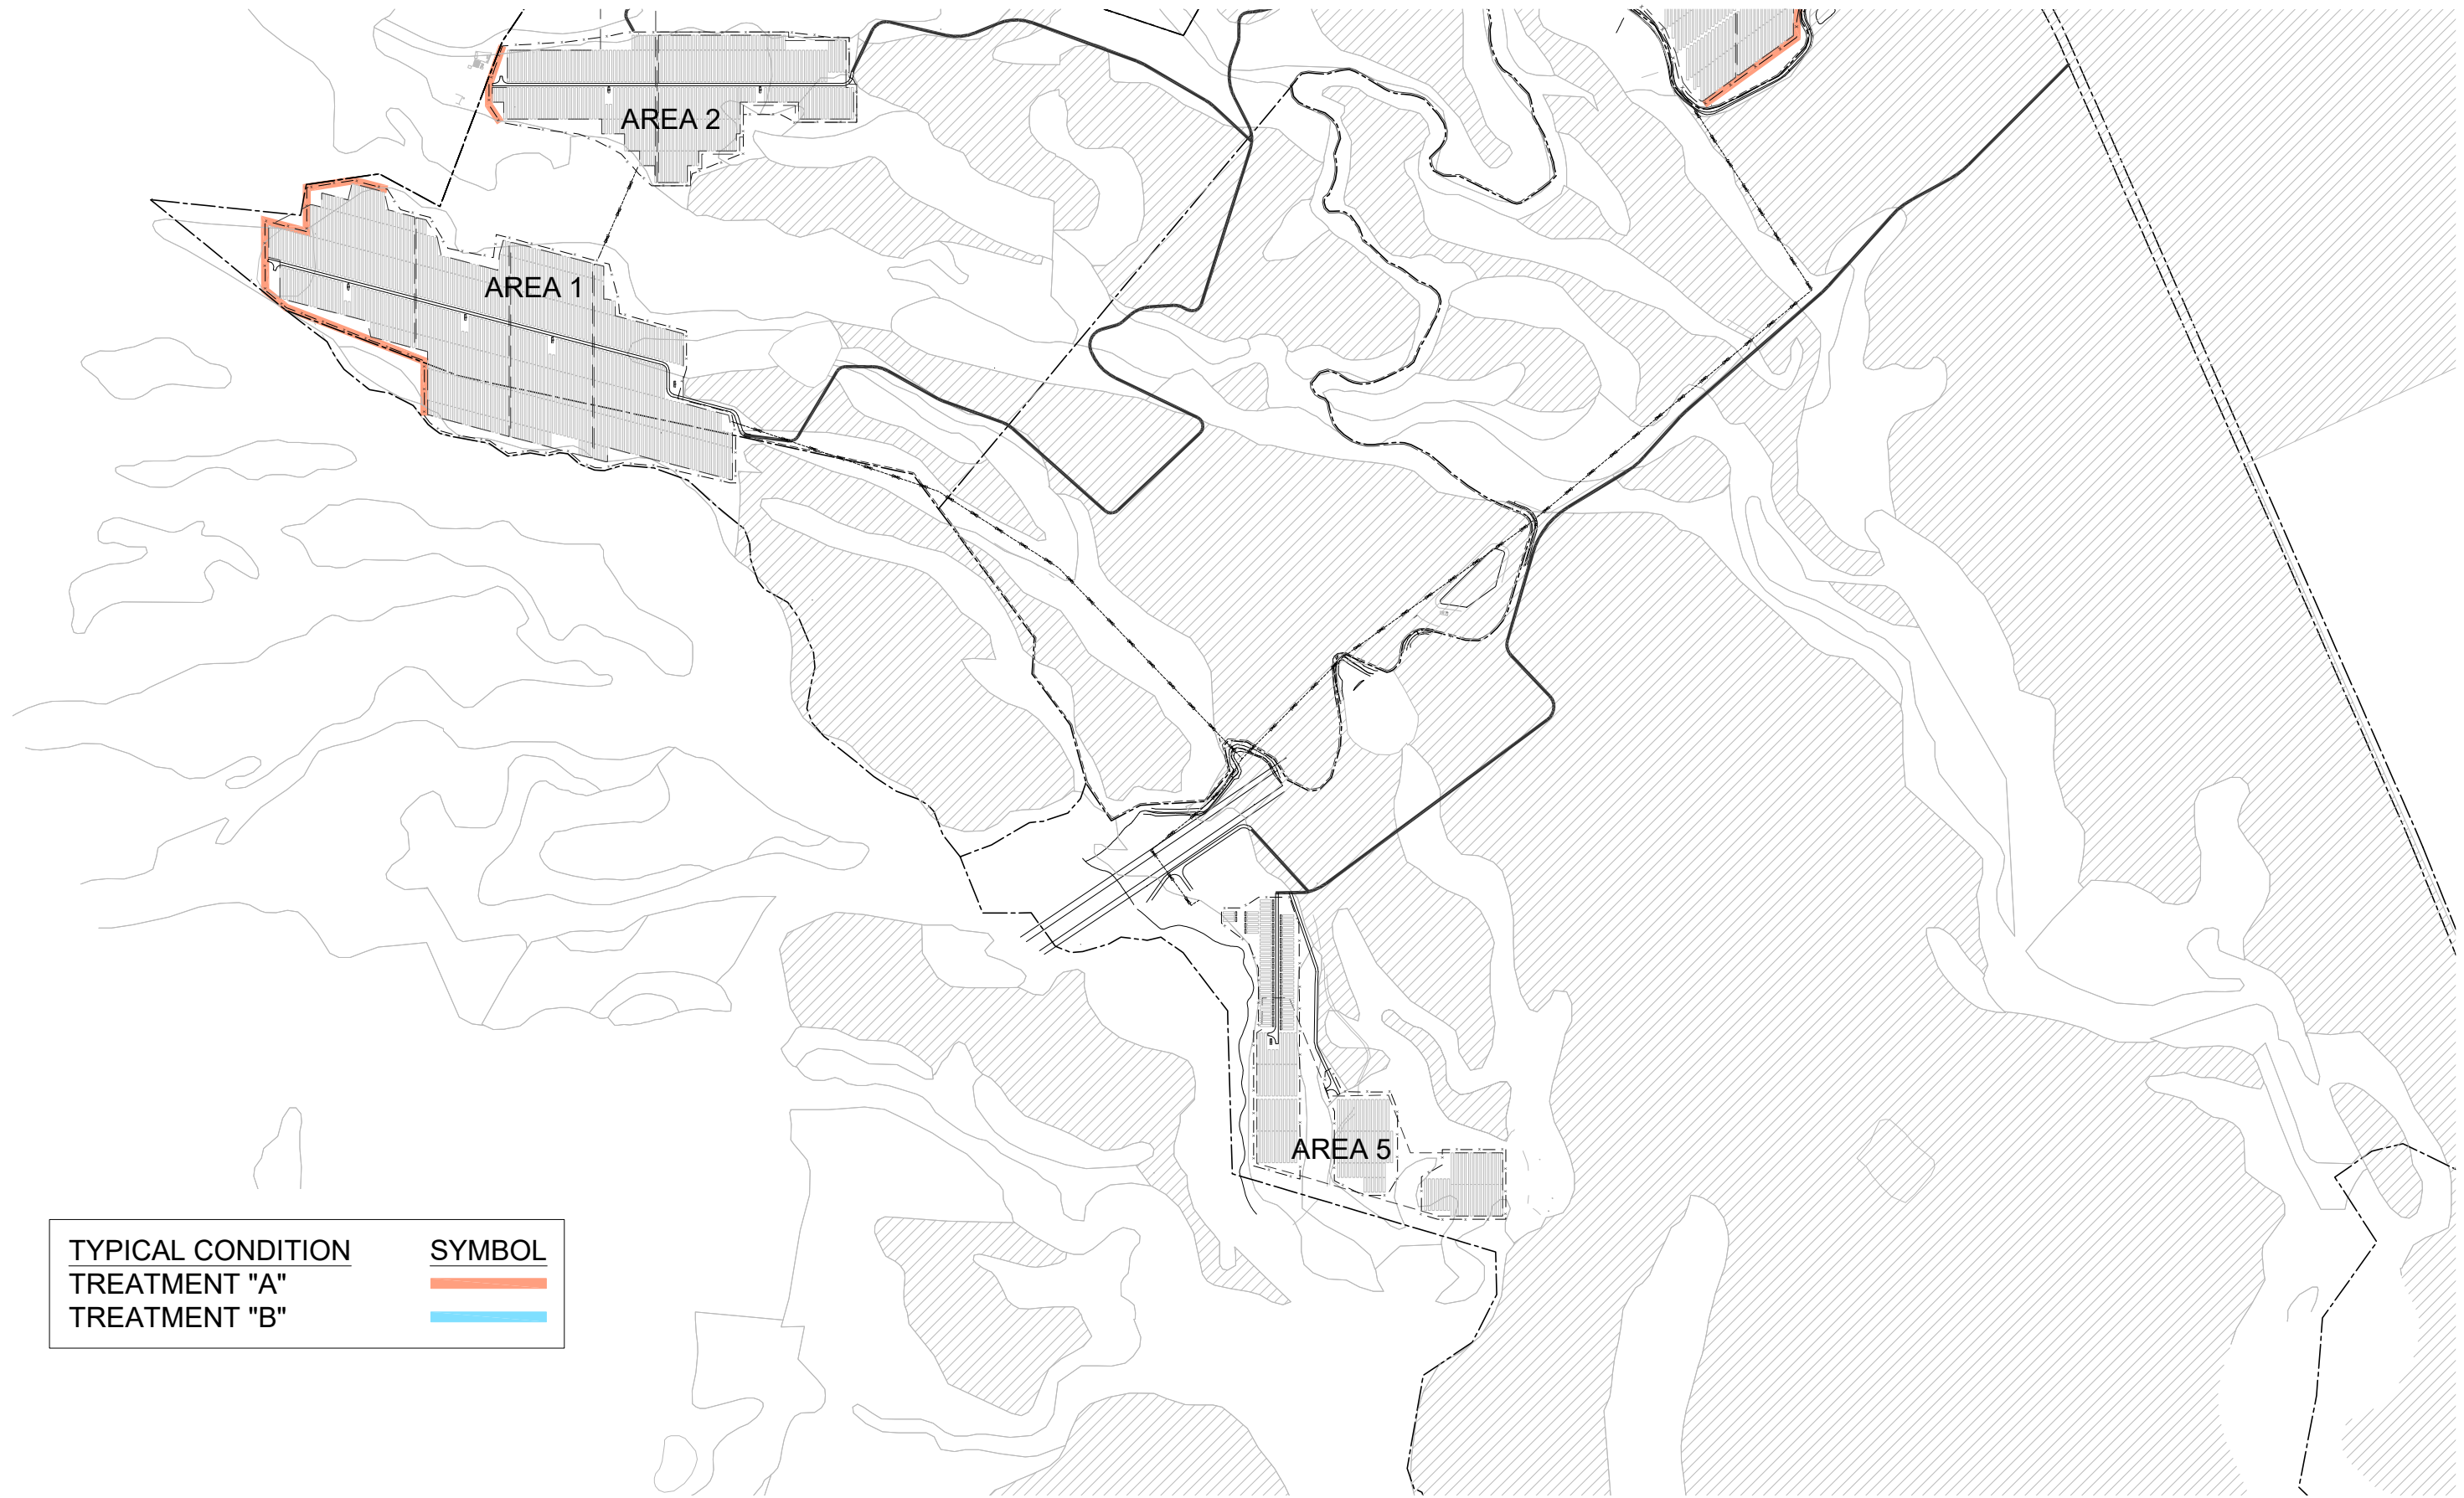 AREA 2
AREA 1
AREA 5
TYPICAL CONDITION SYMBOL
TREATMENT "A"
TREATMENT "B"